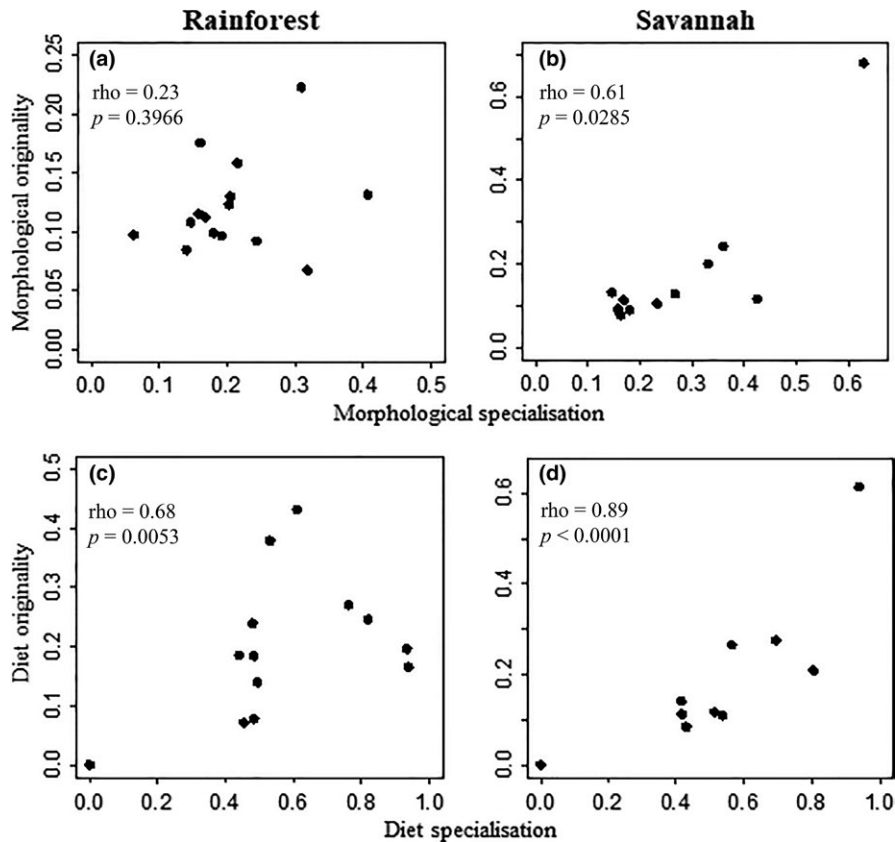 Rainforest
Savannah
(a)
rho = 0.23
p = 0.3966
Morphological originality
0.00 0.05 0.10 0.15 0.20 0.25
0.0 0.1 0.2 0.3 0.4 0.5
(b)
rho = 0.61
p = 0.0285
0.0 0.2 0.4 0.6
0.0 0.1 0.2 0.3 0.4 0.5 0.6
Morphological specialisation
(c)
rho = 0.68
p = 0.0053
Diet originality
0.0 0.1 0.2 0.3 0.4 0.5
0.0 0.2 0.4 0.6 0.8 1.0
(d)
rho = 0.89
p < 0.0001
0.0 0.2 0.4 0.6
0.0 0.2 0.4 0.6 0.8 1.0
Diet specialisation